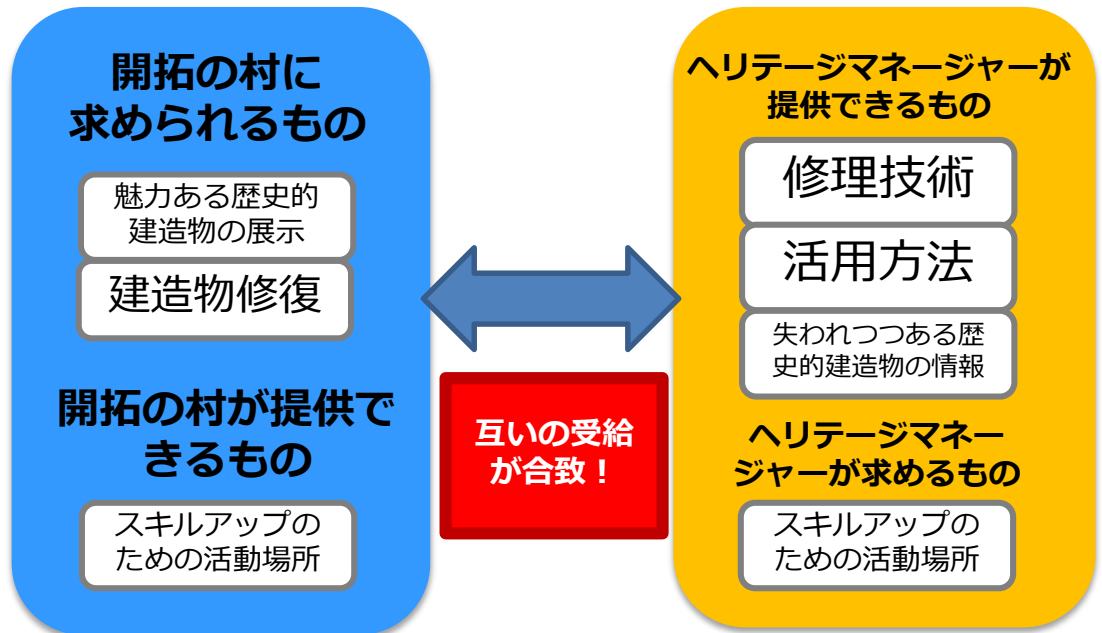 開拓の村に
求められるもの
魅力ある歴史的
建造物の展示
建造物修復
開拓の村が提供で
きるもの
スキルアップの
ための活動場所
互いの受給
が合致！
ヘリテージマネージャーが
提供できるもの
修理技術
活用方法
失われつつある歴
史的建造物の情報
ヘリテージマネー
ジャーが求めるもの
スキルアップの
ための活動場所